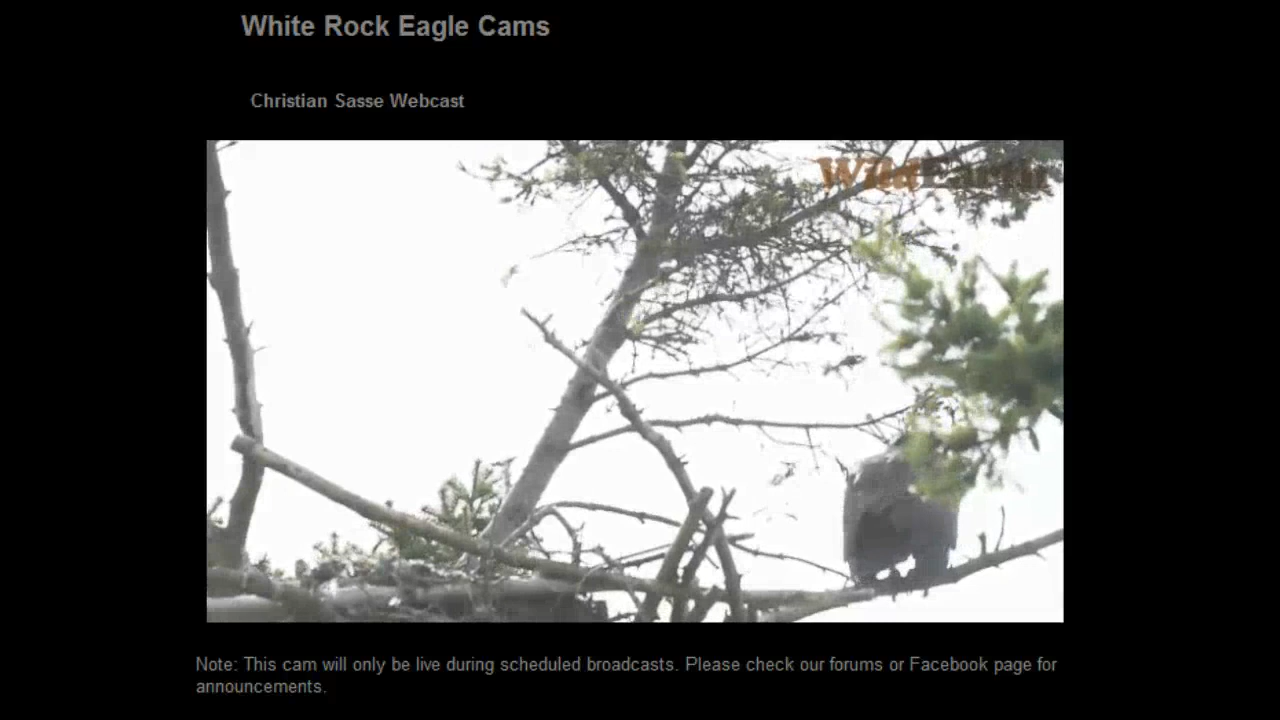 White Rock Eagle Cams
Christian Sasse Webcast
WildEarth
Note: This cam will only be live during scheduled broadcasts. Please check our forums or Facebook page for
announcements.